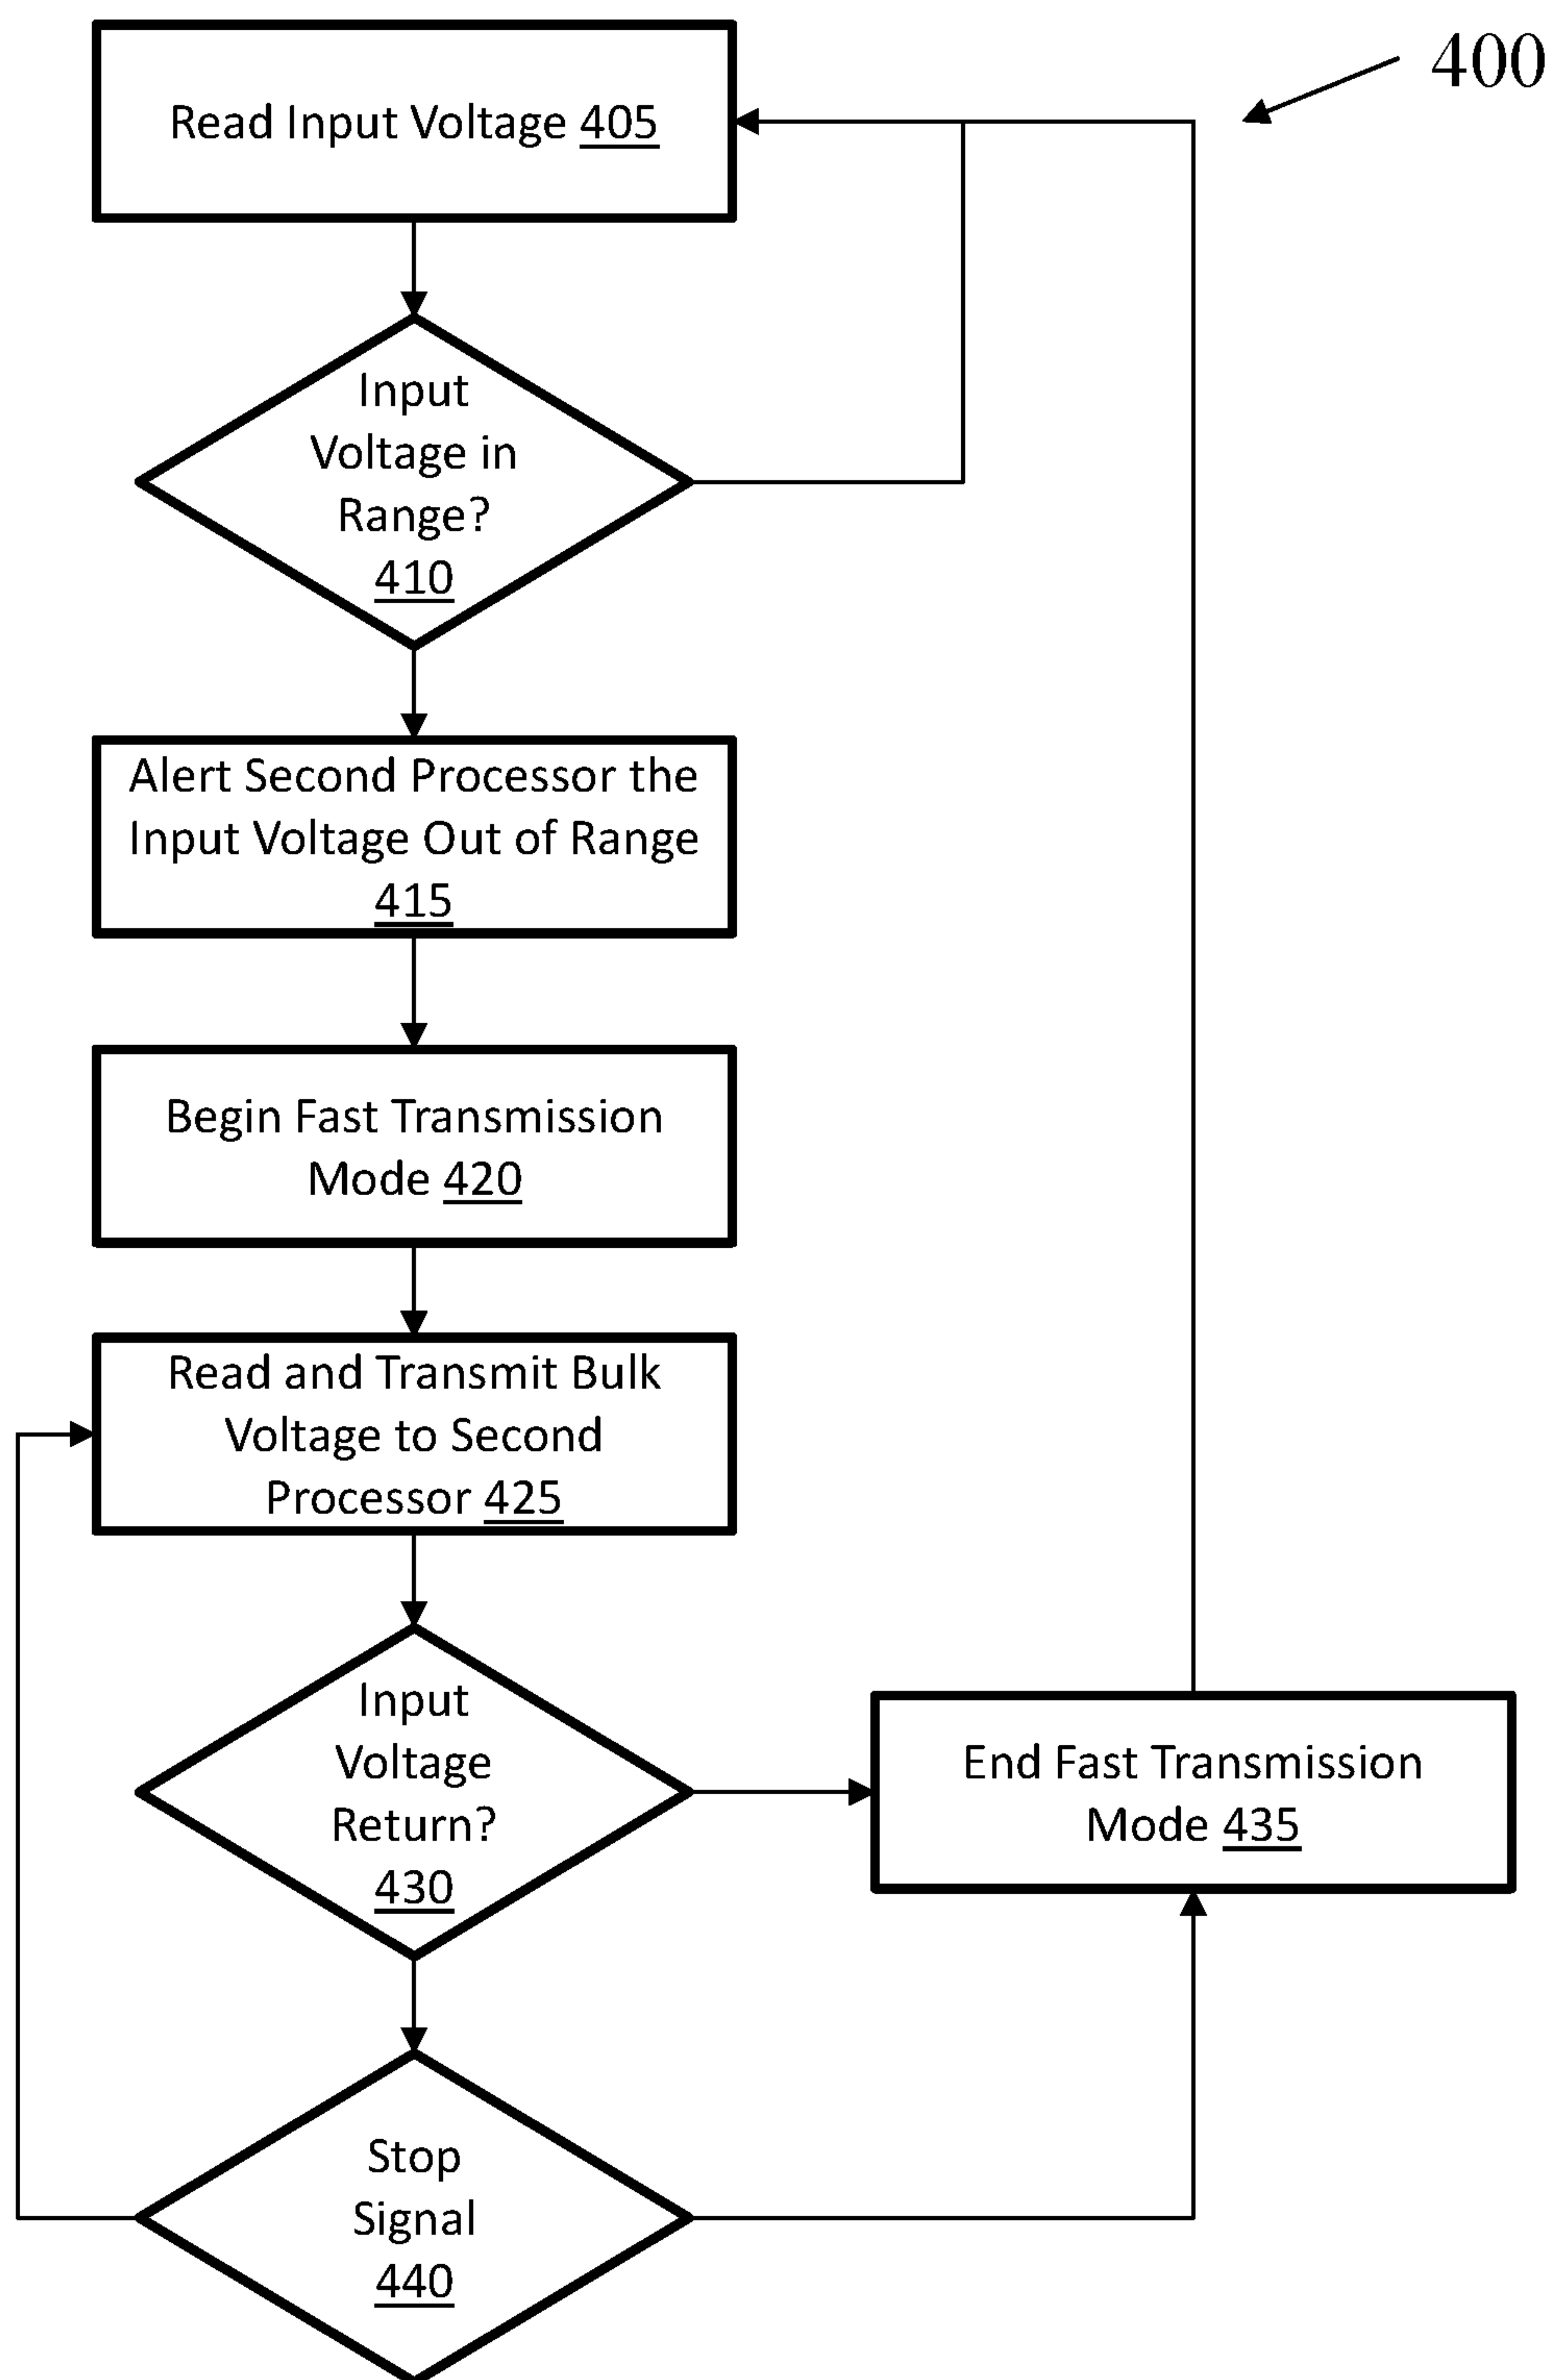 400
Read Input Voltage 405
Input
Voltage in
Range?
410
Alert Second Processor the
Input Voltage Out of Range
415
Begin Fast Transmission
Mode 420
Read and Transmit Bulk
Voltage to Second
Processor 425
Input
Voltage
Return?
430
End Fast Transmission
Mode 435
Stop
Signal
440